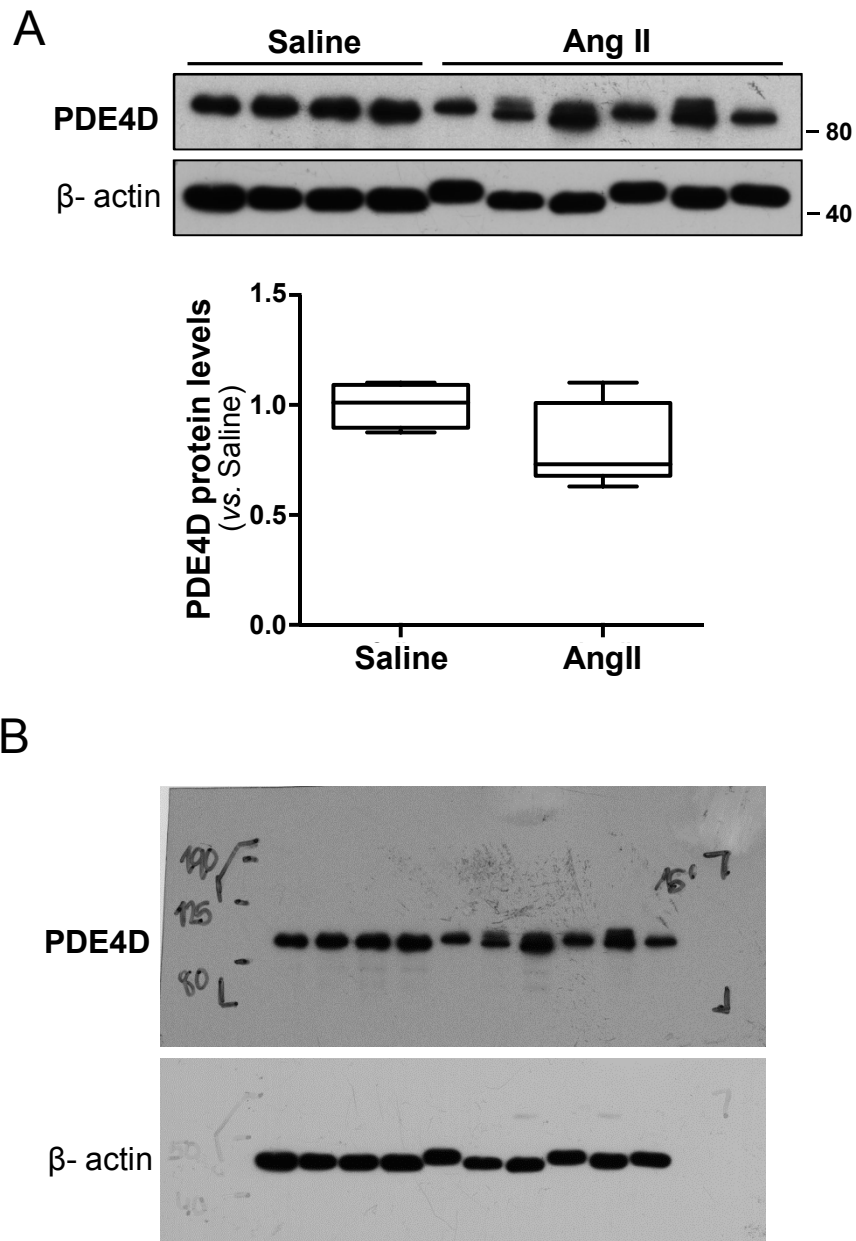 A
Saline Ang II
PDE4D
– 80
β- actin
– 40
PDE4D protein levels
(vs. Saline)
1.5
1.0
0.5
0.0
Saline AngII
B
190
125
15'
PDE4D
80
β- actin
50
40